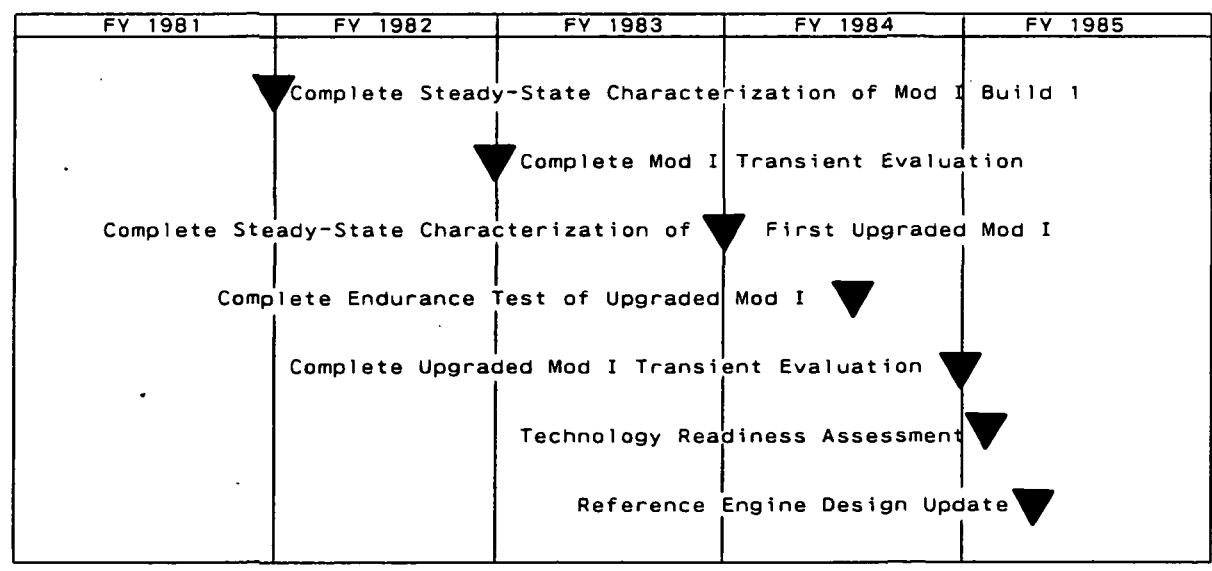 FY 1981 FY 1982 FY 1983 FY 1984 FY 1985
Complete Steady-State Characterization of Mod I Build 1
Complete Mod I Transient Evaluation
Complete Steady-State Characterization of First Upgraded Mod I
Complete Endurance Test of Upgraded Mod I
Complete Upgraded Mod I Transient Evaluation
Technology Readiness Assessment
Reference Engine Design Update